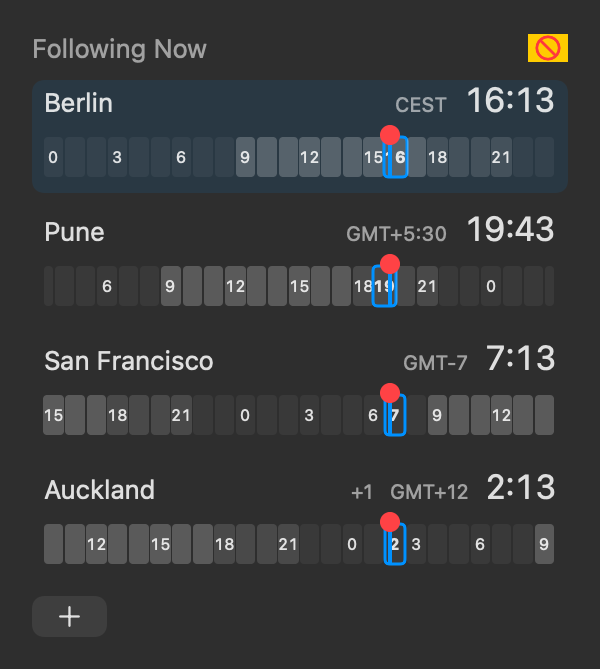 Following Now
Berlin CEST 16:13
0 3 6 9 12 15 16 18 21
Pune GMT+5:30 19:43
6 9 12 15 18 19 21 0
San Francisco GMT-7 7:13
15 18 21 0 3 6 7 9 12
Auckland +1 GMT+12 2:13
12 15 18 21 0 2 3 6 9